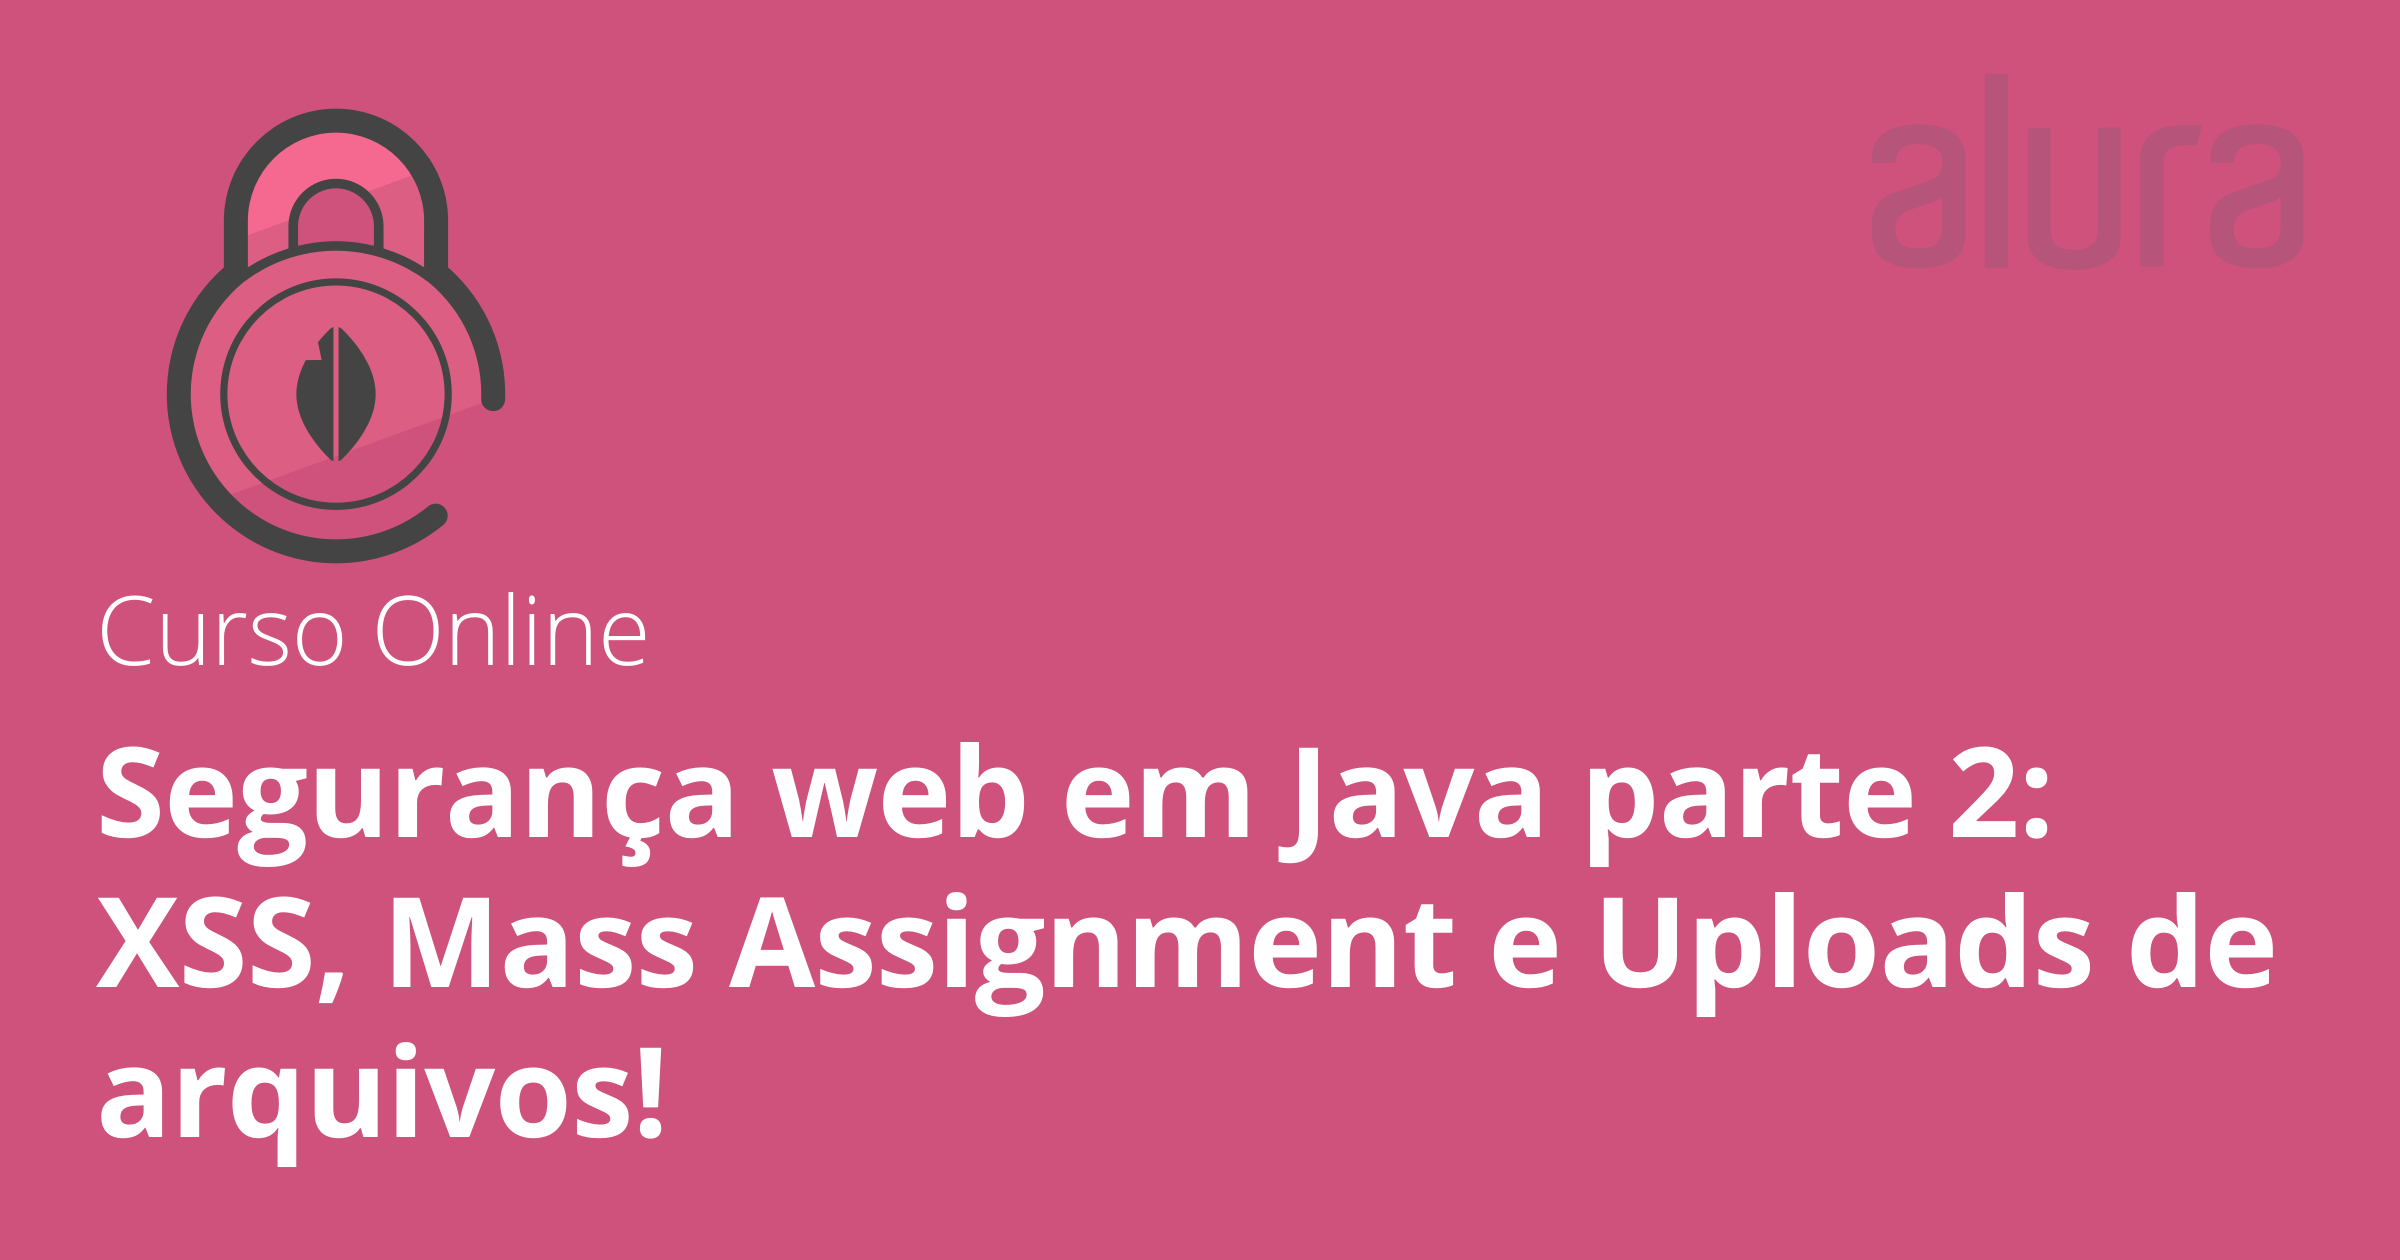 alura
Curso Online
Segurança web em Java parte 2:
XSS, Mass Assignment e Uploads de
arquivos!